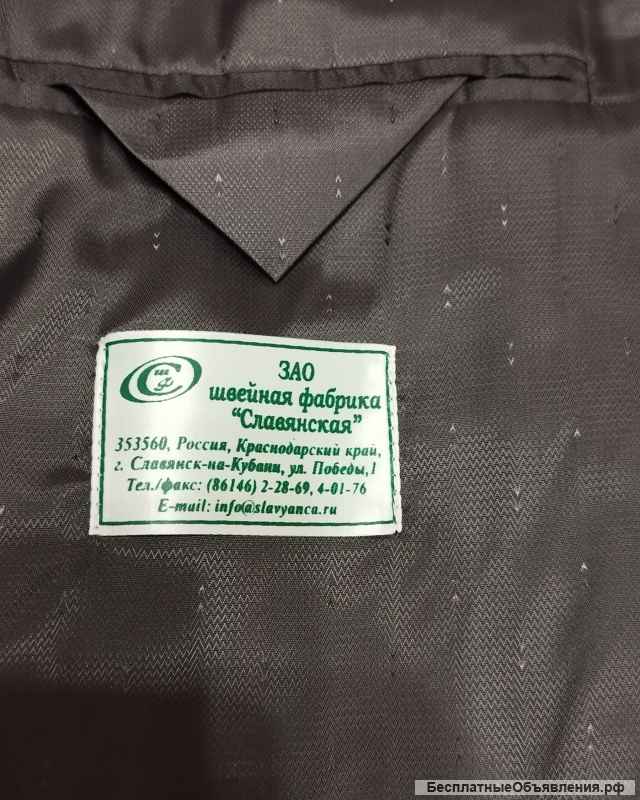 СШФ
ЗАО
швейная фабрика
"Славянская"
353560, Россия, Краснодарский край,
г. Славянск-на-Кубани, ул. Победы,1
Тел./факс: (86146) 2-28-69, 4-01-76
E-mail: info@slavyanca.ru
БесплатныеОбъявления.рф